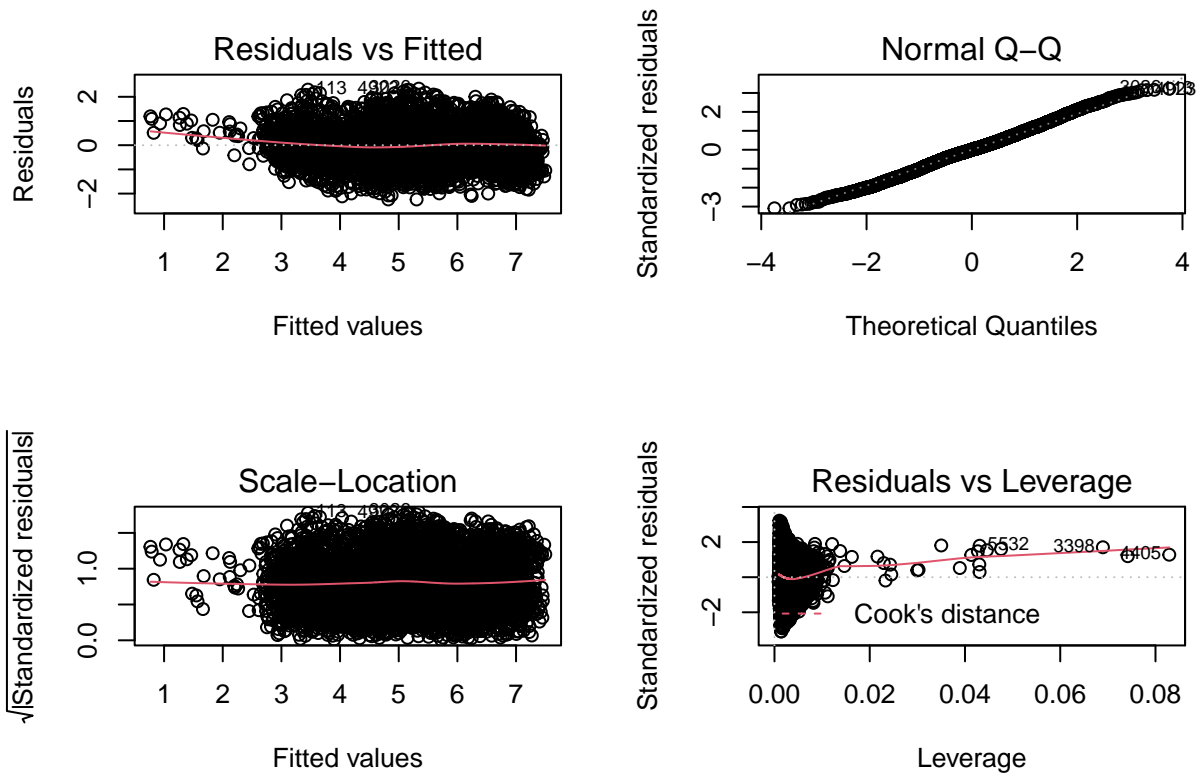 Residuals vs Fitted
Residuals
2
0
−2
113
1 2 3 4 5 6 7
Fitted values
Normal Q−Q
Standardized residuals
2
0
−3
−4 −2 0 2 4
Theoretical Quantiles
Scale−Location
√|Standardized residuals|
1.0
0.0
113
1 2 3 4 5 6 7
Fitted values
Residuals vs Leverage
Standardized residuals
2
−2
5532
3398
4405
Cook's distance
0.00 0.02 0.04 0.06 0.08
Leverage